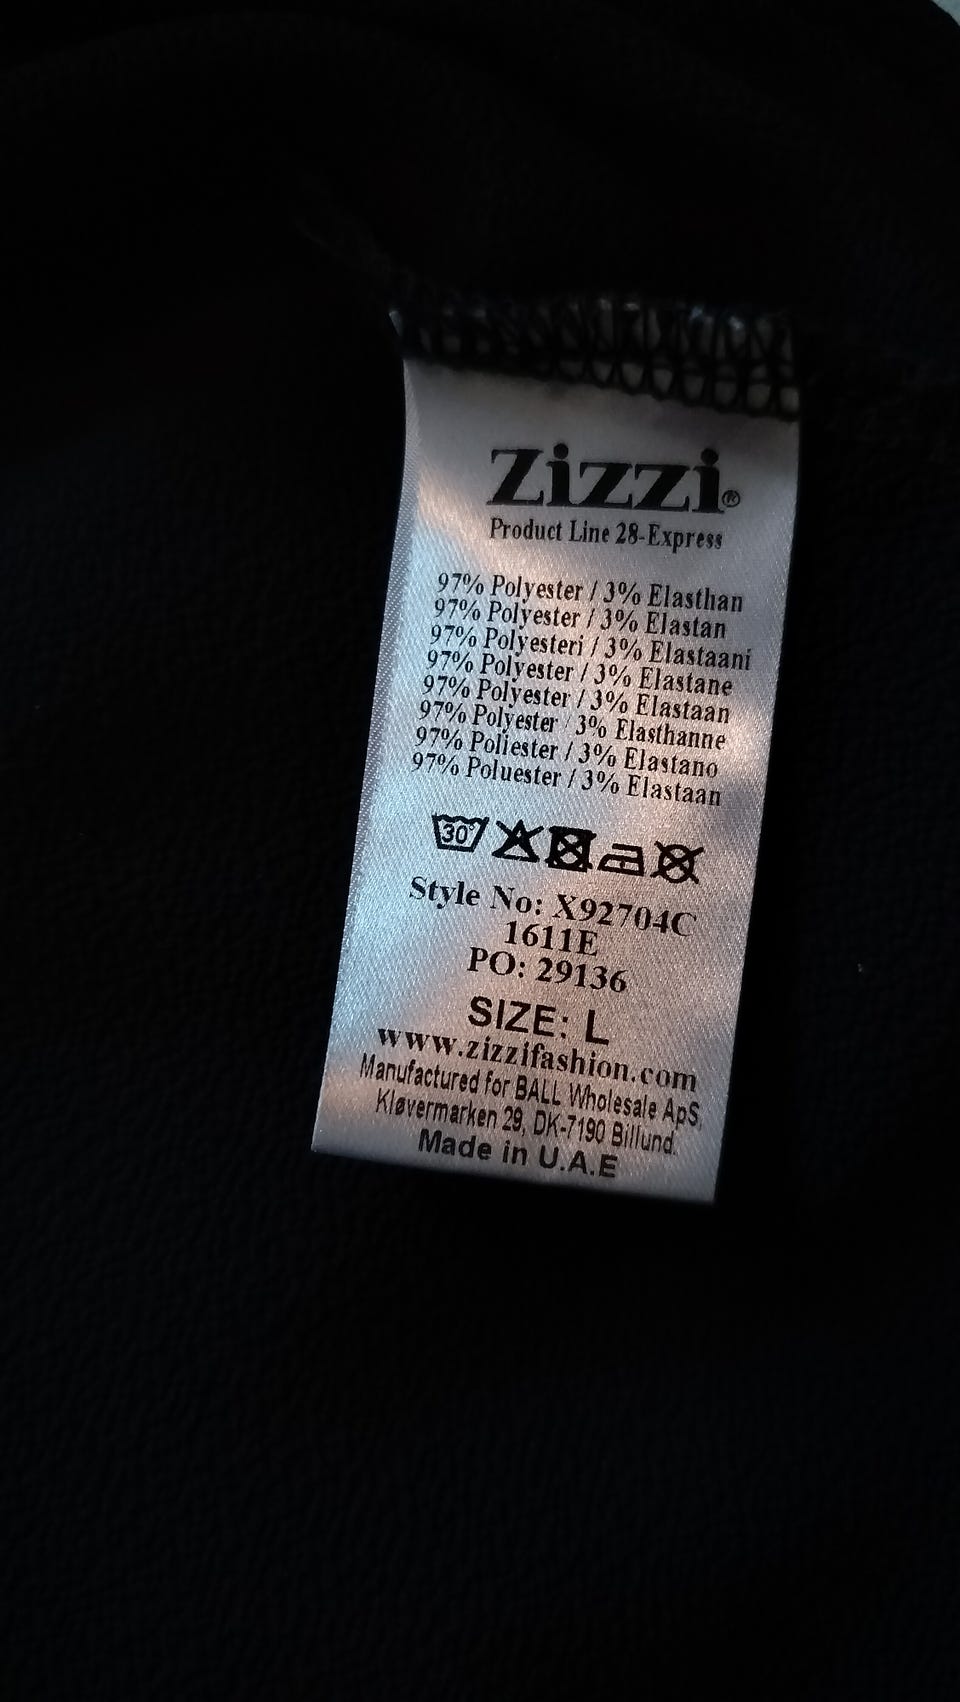 Zizzi®
Product Line 28-Express
97% Polyester / 3% Elasthan
97% Polyester / 3% Elastan
97% Polyesteri / 3% Elastaani
97% Polyester / 3% Elastane
97% Polyester / 3% Elastaan
97% Polyester / 3% Elasthanne
97% Poliester / 3% Elastano
97% Poluester / 3% Elastaan
30°
Style No: X92704C
1611E
PO: 29136
SIZE: L
www.zizzifashion.com
Manufactured for BALL Wholesale ApS,
Kløvermarken 29, DK-7190 Billund.
Made in U.A.E